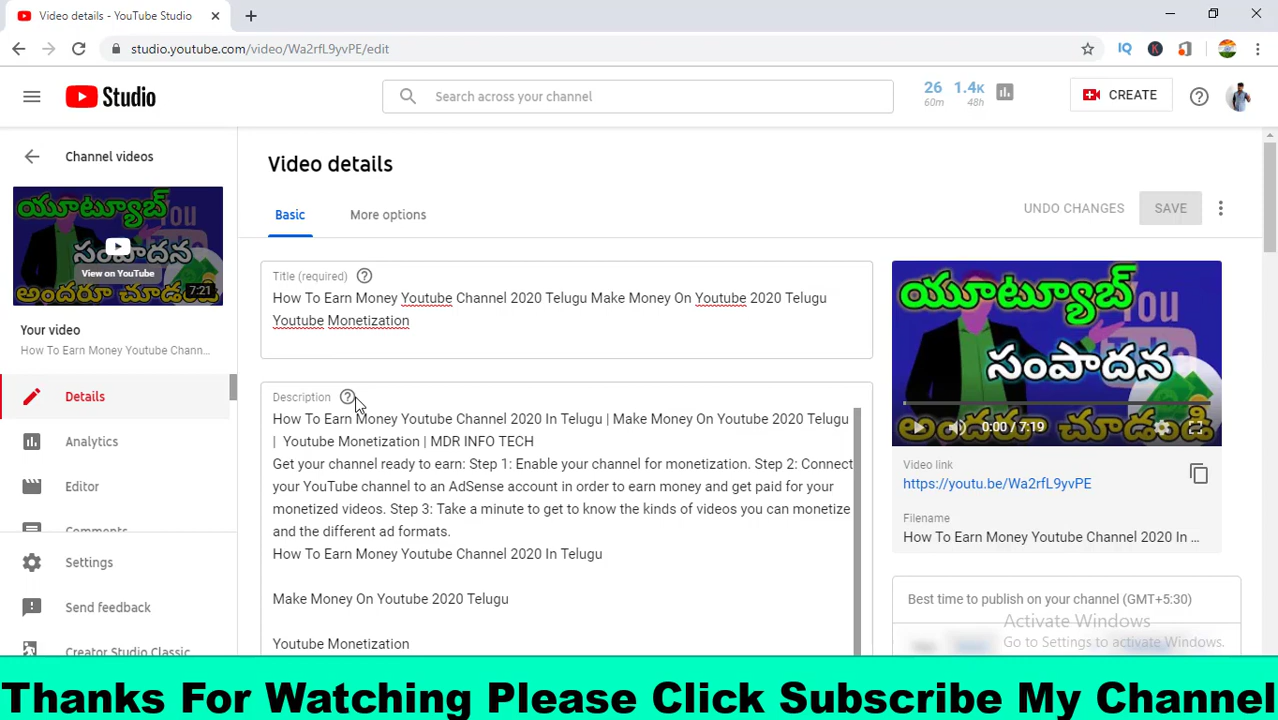 Video details - YouTube Studio
studio.youtube.com/video/Wa2rfL9yvPE/edit
IQ
K
Studio
Search across your channel
26 1.4K
60m 48h
CREATE
Channel videos
యూట్యూబ్
You
సంపాదన
View on YouTube
7:21
అందరూ చూడండి
Your video
How To Earn Money Youtube Chann...
Details
Analytics
Editor
Comments
Settings
Send feedback
Creator Studio Classic
Video details
Basic
More options
UNDO CHANGES
SAVE
Title (required)
How To Earn Money Youtube Channel 2020 Telugu Make Money On Youtube 2020 Telugu
Youtube Monetization
Description
How To Earn Money Youtube Channel 2020 In Telugu | Make Money On Youtube 2020 Telugu
| Youtube Monetization | MDR INFO TECH
Get your channel ready to earn: Step 1: Enable your channel for monetization. Step 2: Connect
your YouTube channel to an AdSense account in order to earn money and get paid for your
monetized videos. Step 3: Take a minute to get to know the kinds of videos you can monetize
and the different ad formats.
How To Earn Money Youtube Channel 2020 In Telugu
Make Money On Youtube 2020 Telugu
Youtube Monetization
యూట్యూబ్
You
సంపాదన
అందరూ చూడండి
0:00 / 7:19
Video link
https://youtu.be/Wa2rfL9yvPE
Filename
How To Earn Money Youtube Channel 2020 In ...
Best time to publish on your channel (GMT+5:30)
Activate Windows
Go to Settings to activate Windows.
Thanks For Watching Please Click Subscribe My Channel